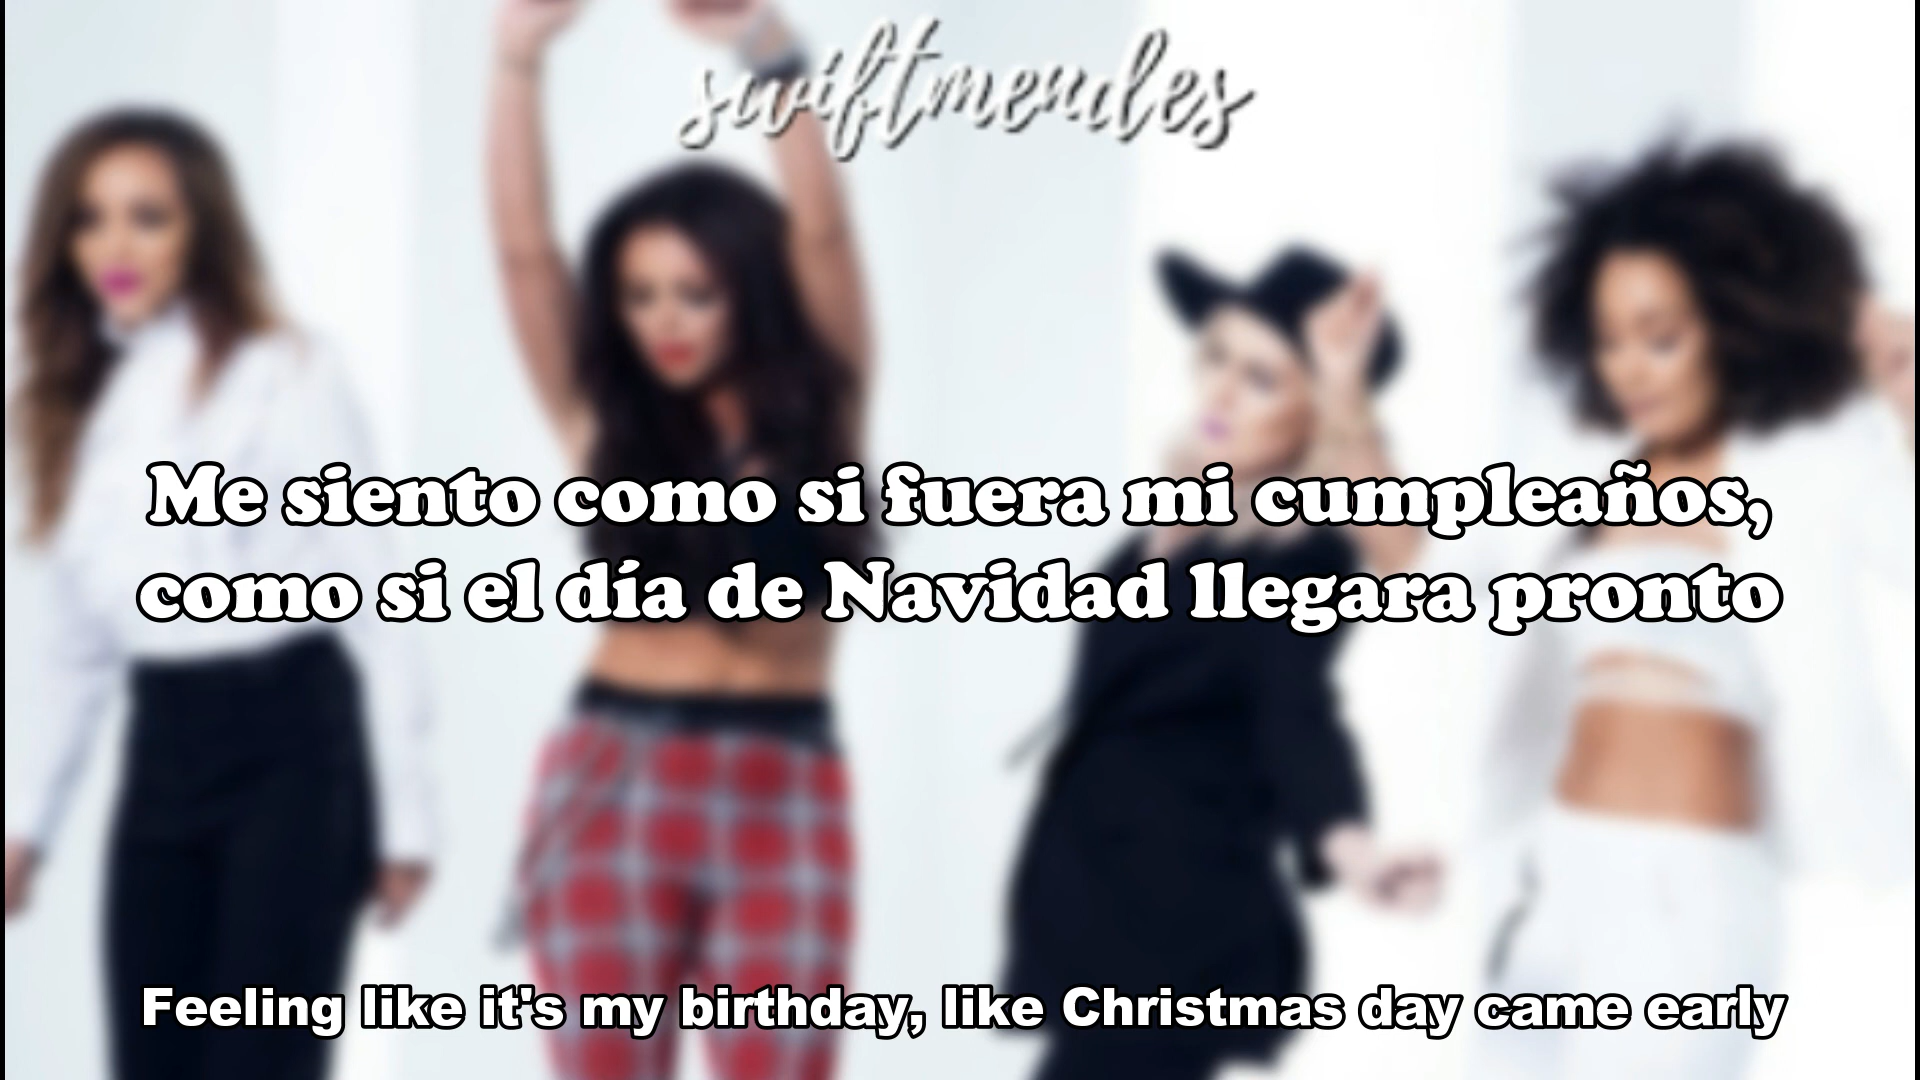 swiftmendes
Me siento como si fuera mi cumpleaños,
como si el día de Navidad llegara pronto
Feeling like it's my birthday, like Christmas day came early